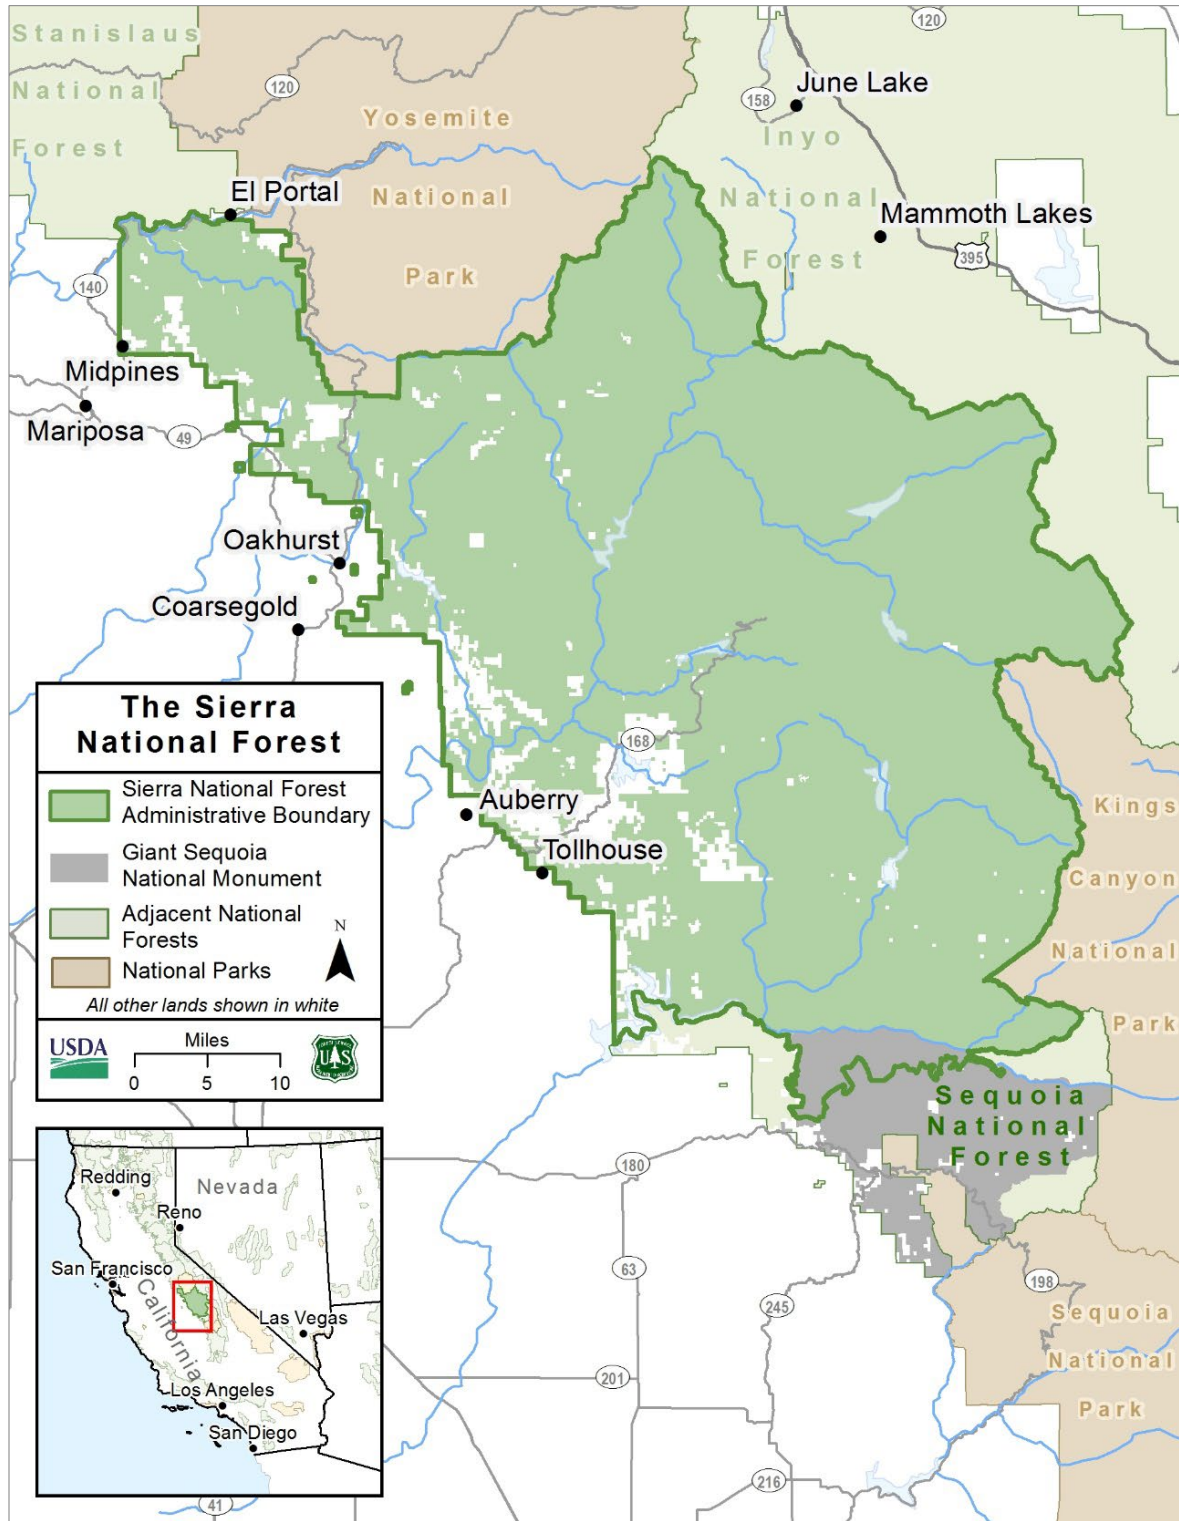 Stanislaus
National
Forest
120
Yosemite
National
Park
120
158
June Lake
Inyo
National
Forest
El Portal
Mammoth Lakes
395
140
Midpines
Mariposa
49
Oakhurst
Coarsegold
168
Auberry
Tollhouse
Kings
Canyon
National
Park
The Sierra
National Forest
Sierra National Forest
Administrative Boundary
Giant Sequoia
National Monument
Adjacent National
Forests
National Parks
N
All other lands shown in white
USDA
Miles
0 5 10
U S
Sequoia
National
Forest
180
63
245
198
201
216
41
Sequoia
National
Park
Redding
Nevada
Reno
San Francisco
California
Las Vegas
Los Angeles
San Diego